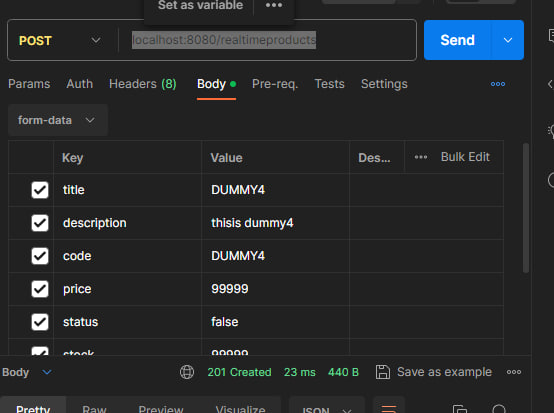 Set as variable
POST localhost:8080/realtimeproducts Send
Params Auth Headers (8) Body Pre-req. Tests Settings
form-data
Key Value Des... Bulk Edit
title DUMMY4
description thisis dummy4
code DUMMY4
price 99999
status false
stock 99999
Body 201 Created 23 ms 440 B Save as example
Pretty Raw Preview Visualize JSON